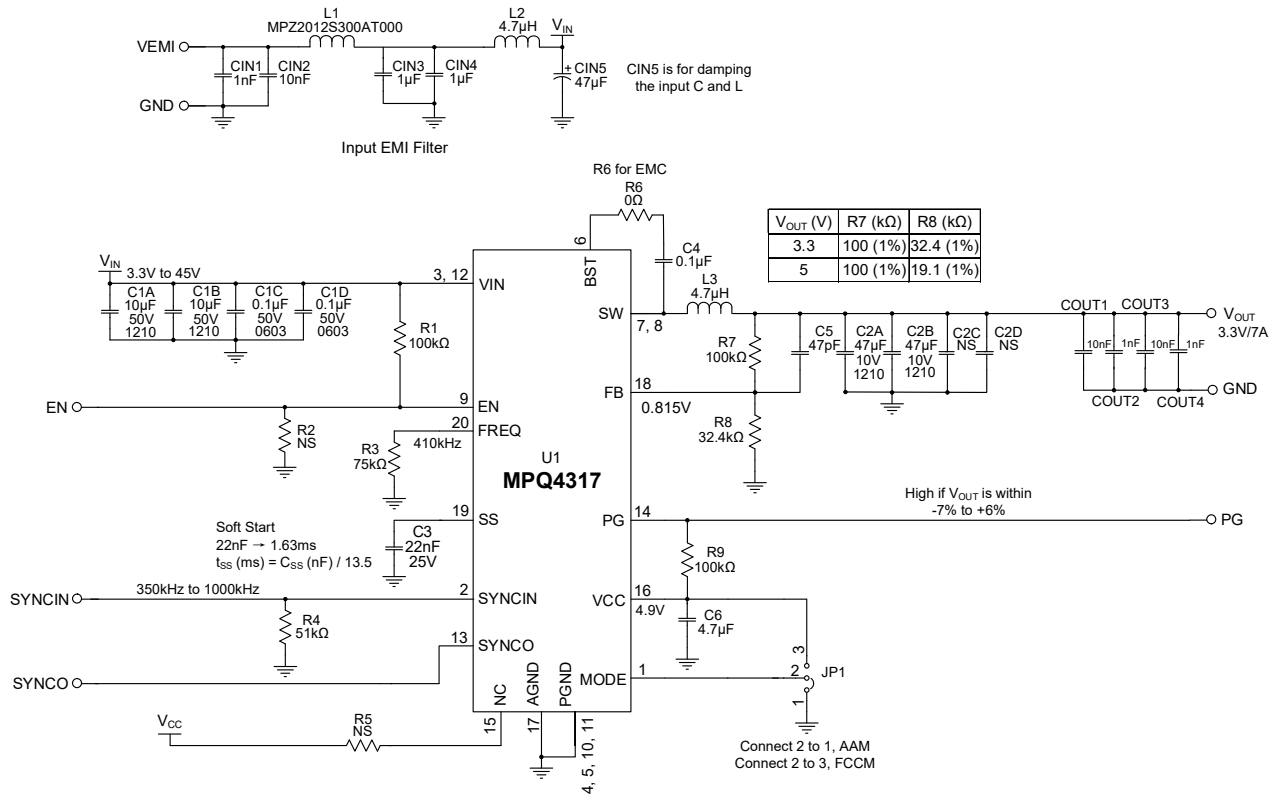 L1
MPZ2012S300AT000
L2
4.7µH
V_IN
VEMI
CIN1
1nF
CIN2
10nF
CIN3
1µF
CIN4
1µF
+
CIN5
47µF
CIN5 is for damping
the input C and L
GND
Input EMI Filter
R6 for EMC
R6
0Ω
V_OUT (V) R7 (kΩ) R8 (kΩ)
3.3 100 (1%) 32.4 (1%)
5 100 (1%) 19.1 (1%)
6
BST
C4
0.1µF
V_IN
3.3V to 45V
3, 12
VIN
C1A
10µF
50V
1210
C1B
10µF
50V
1210
C1C
0.1µF
50V
0603
C1D
0.1µF
50V
0603
R1
100kΩ
SW
7, 8
L3
4.7µH
R7
100kΩ
C5
47pF
C2A
47µF
10V
1210
C2B
47µF
10V
1210
C2C
NS
C2D
NS
COUT1
COUT3
10nF
1nF
10nF
1nF
COUT2
COUT4
V_OUT
3.3V/7A
GND
EN
9
EN
R2
NS
20
FREQ
410kHz
R3
75kΩ
FB
18
0.815V
R8
32.4kΩ
U1
MPQ4317
Soft Start
22nF → 1.63ms
t_SS (ms) = C_SS (nF) / 13.5
19
SS
C3
22nF
25V
PG
14
High if V_OUT is within
-7% to +6%
PG
R9
100kΩ
SYNCIN
350kHz to 1000kHz
2
SYNCIN
R4
51kΩ
VCC
16
4.9V
C6
4.7µF
13
SYNCO
SYNCO
MODE
1
3
2
1
JP1
Connect 2 to 1, AAM
Connect 2 to 3, FCCM
V_CC
R5
NS
NC
15
AGND
17
PGND
4, 5, 10, 11